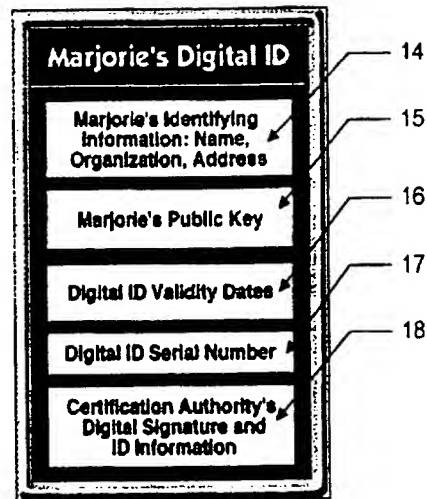 Marjorie's Digital ID
14
Marjorie's Identifying
Information: Name,
Organization, Address
15
Marjorie's Public Key
16
Digital ID Validity Dates
17
Digital ID Serial Number
18
Certification Authority's
Digital Signature and
ID Information